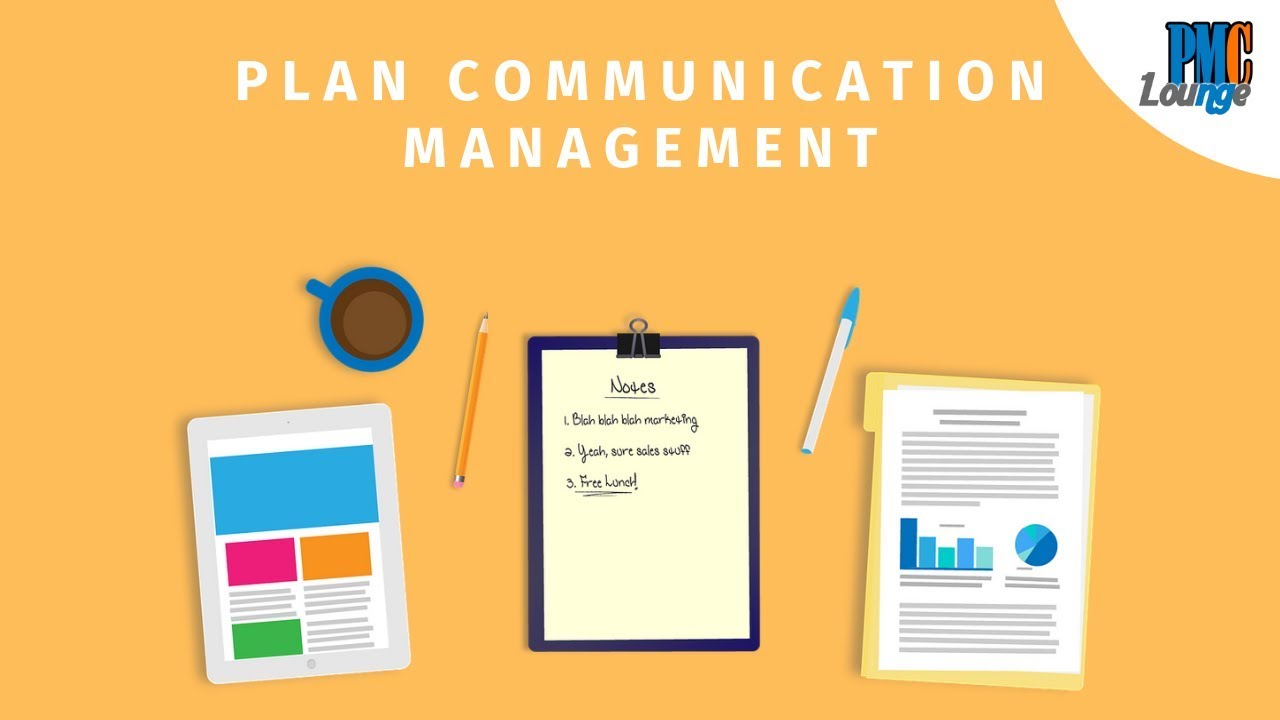 PLAN COMMUNICATION
MANAGEMENT
PMC
Lounge
Notes
1. Blah blah blah marketing
2. Yeah, sure sales stuff
3. Free Lunch!